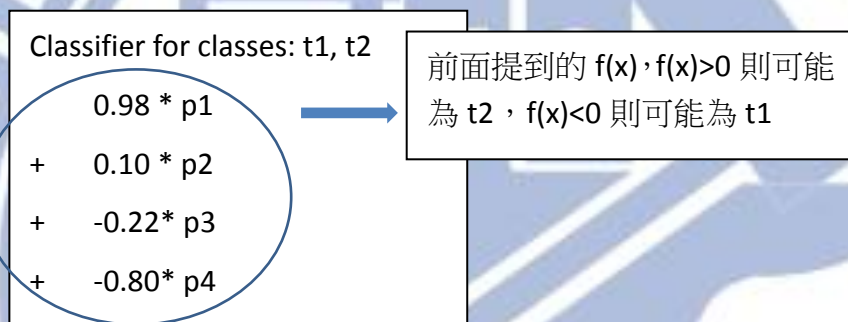 Classifier for classes: t1, t2
0.98 * p1
+ 0.10 * p2
+ -0.22* p3
+ -0.80* p4
前面提到的 f(x)，f(x)>0 則可能
為 t2，f(x)<0 則可能為 t1